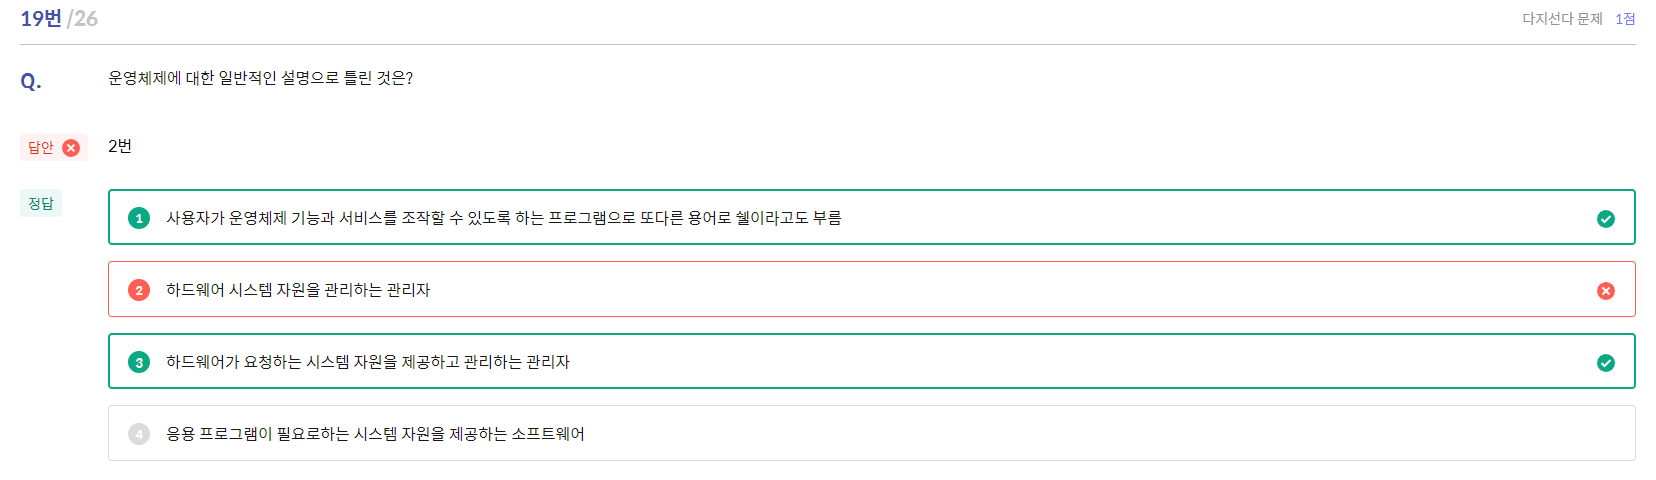 19번 /26
다지선다 문제 1점
Q. 운영체제에 대한 일반적인 설명으로 틀린 것은?
답안 2번
정답
1 사용자가 운영체제 기능과 서비스를 조작할 수 있도록 하는 프로그램으로 또다른 용어로 쉘이라고도 부름
2 하드웨어 시스템 자원을 관리하는 관리자
3 하드웨어가 요청하는 시스템 자원을 제공하고 관리하는 관리자
4 응용 프로그램이 필요로하는 시스템 자원을 제공하는 소프트웨어